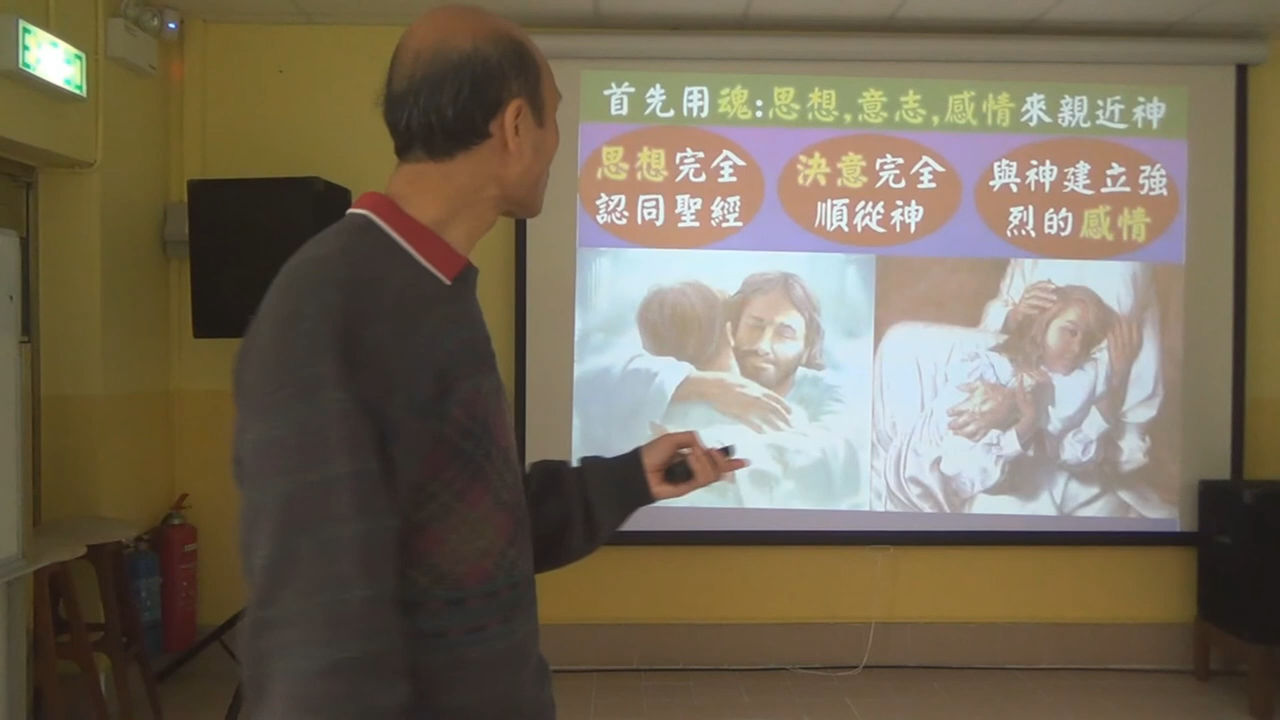 首先用魂:思想,意志,感情來親近神
思想完全
認同聖經
決意完全
順從神
與神建立強
烈的感情